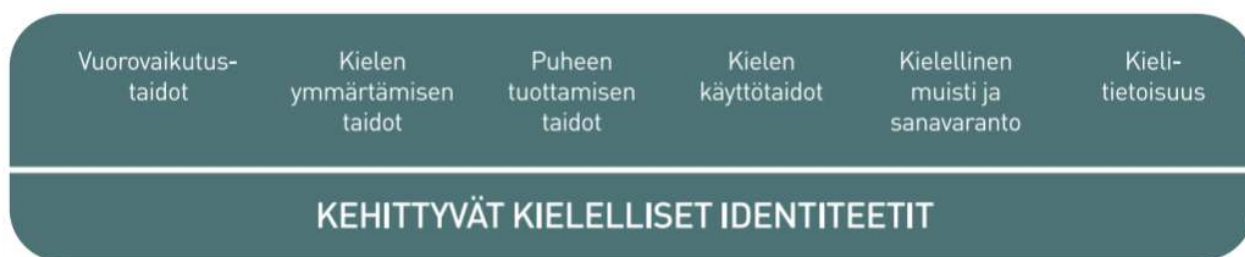 Vuorovaikutus-
taidot
Kielen
ymmärtämisen
taidot
Puheen
tuottamisen
taidot
Kielen
käyttötaidot
Kielellinen
muisti ja
sanavaranto
Kieli-
tietoisuus
KEHITTYVÄT KIELELLISET IDENTITEETIT